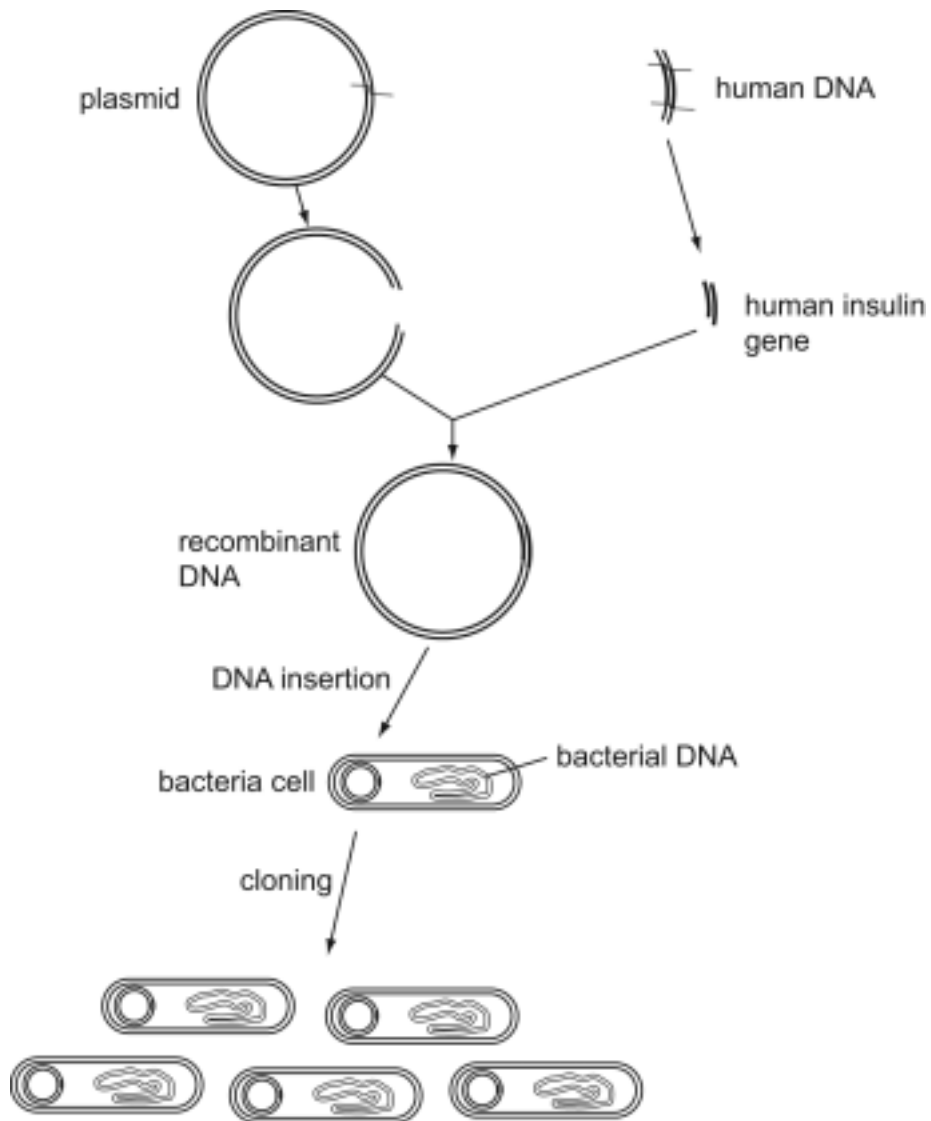 plasmid
human DNA
human insulin
gene
recombinant
DNA
DNA insertion
bacterial DNA
bacteria cell
cloning